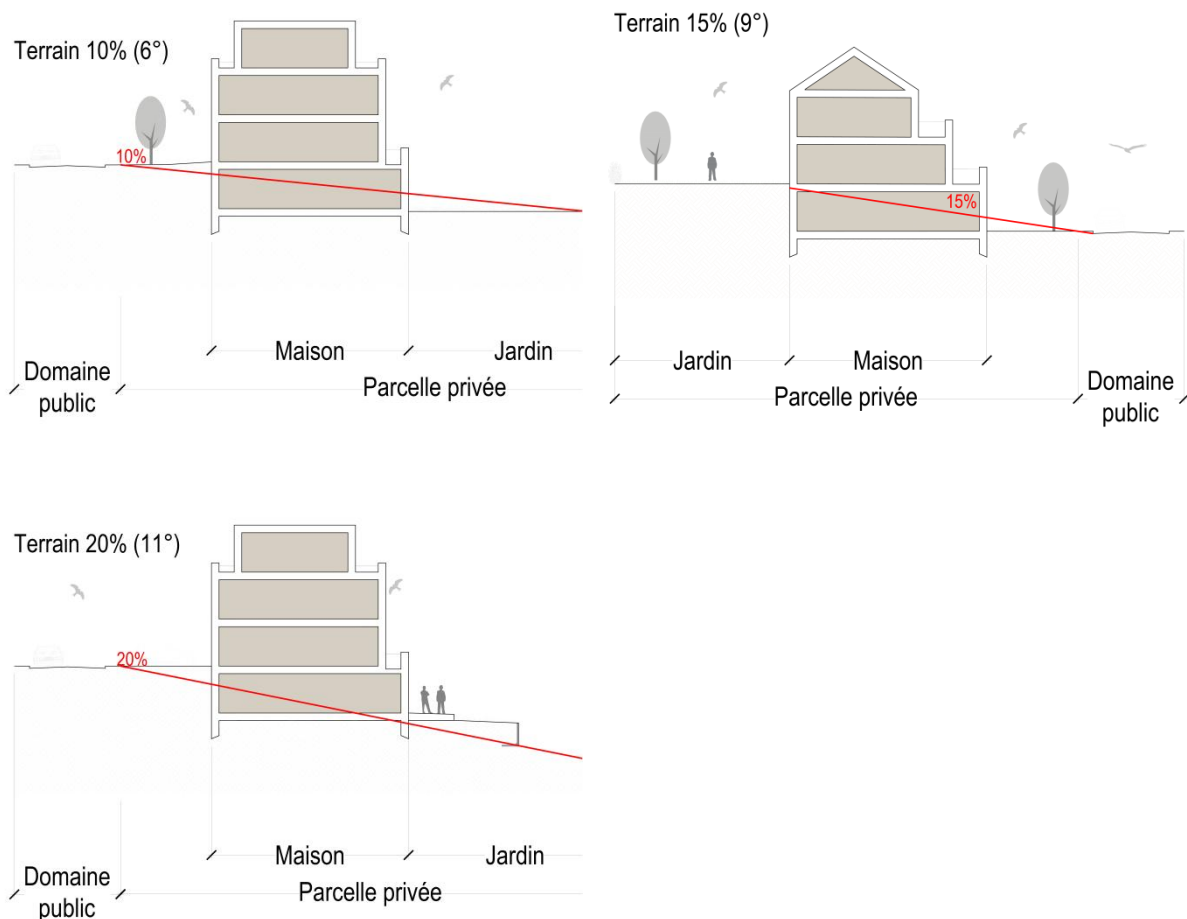 Terrain 10% (6°)
10%
Maison
Jardin
Domaine
public
Parcelle privée
Terrain 15% (9°)
15%
Jardin
Maison
Parcelle privée
Domaine
public
Terrain 20% (11°)
20%
Maison
Jardin
Domaine
public
Parcelle privée